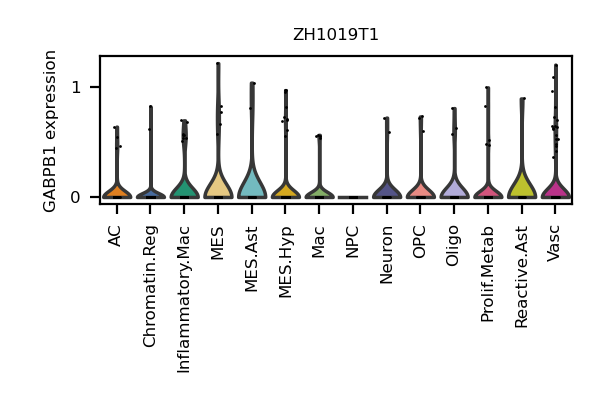 ZH1019T1
GABPB1 expression
1
0
AC
Chromatin.Reg
Inflammatory.Mac
MES
MES.Ast
MES.Hyp
Mac
NPC
Neuron
OPC
Oligo
Prolif.Metab
Reactive.Ast
Vasc